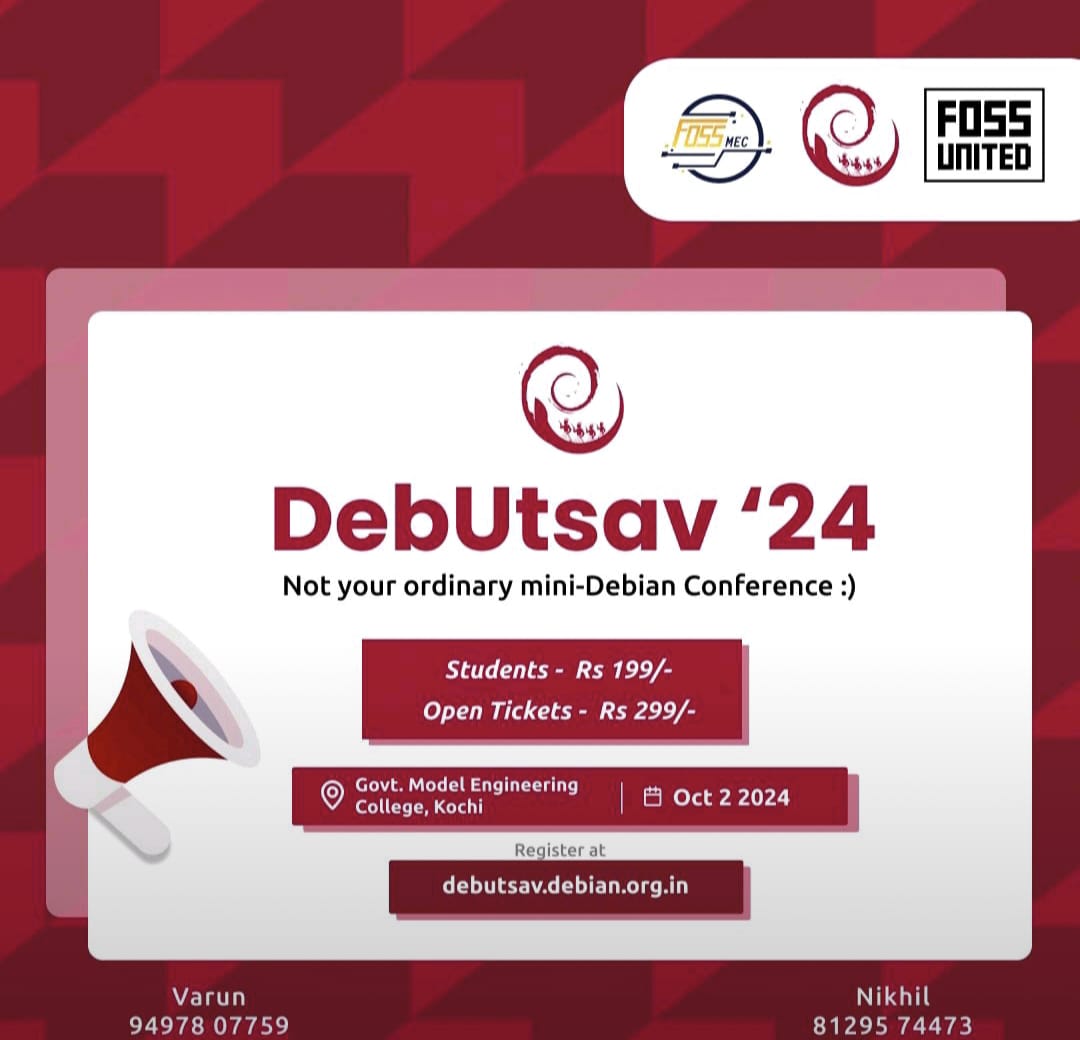 FOSS MEC
FOSS
UNITED
DebUtsav ‘24
Not your ordinary mini-Debian Conference :)
Students - Rs 199/-
Open Tickets - Rs 299/-
Govt. Model Engineering
College, Kochi
Oct 2 2024
Register at
debutsav.debian.org.in
Varun
94978 07759
Nikhil
81295 74473